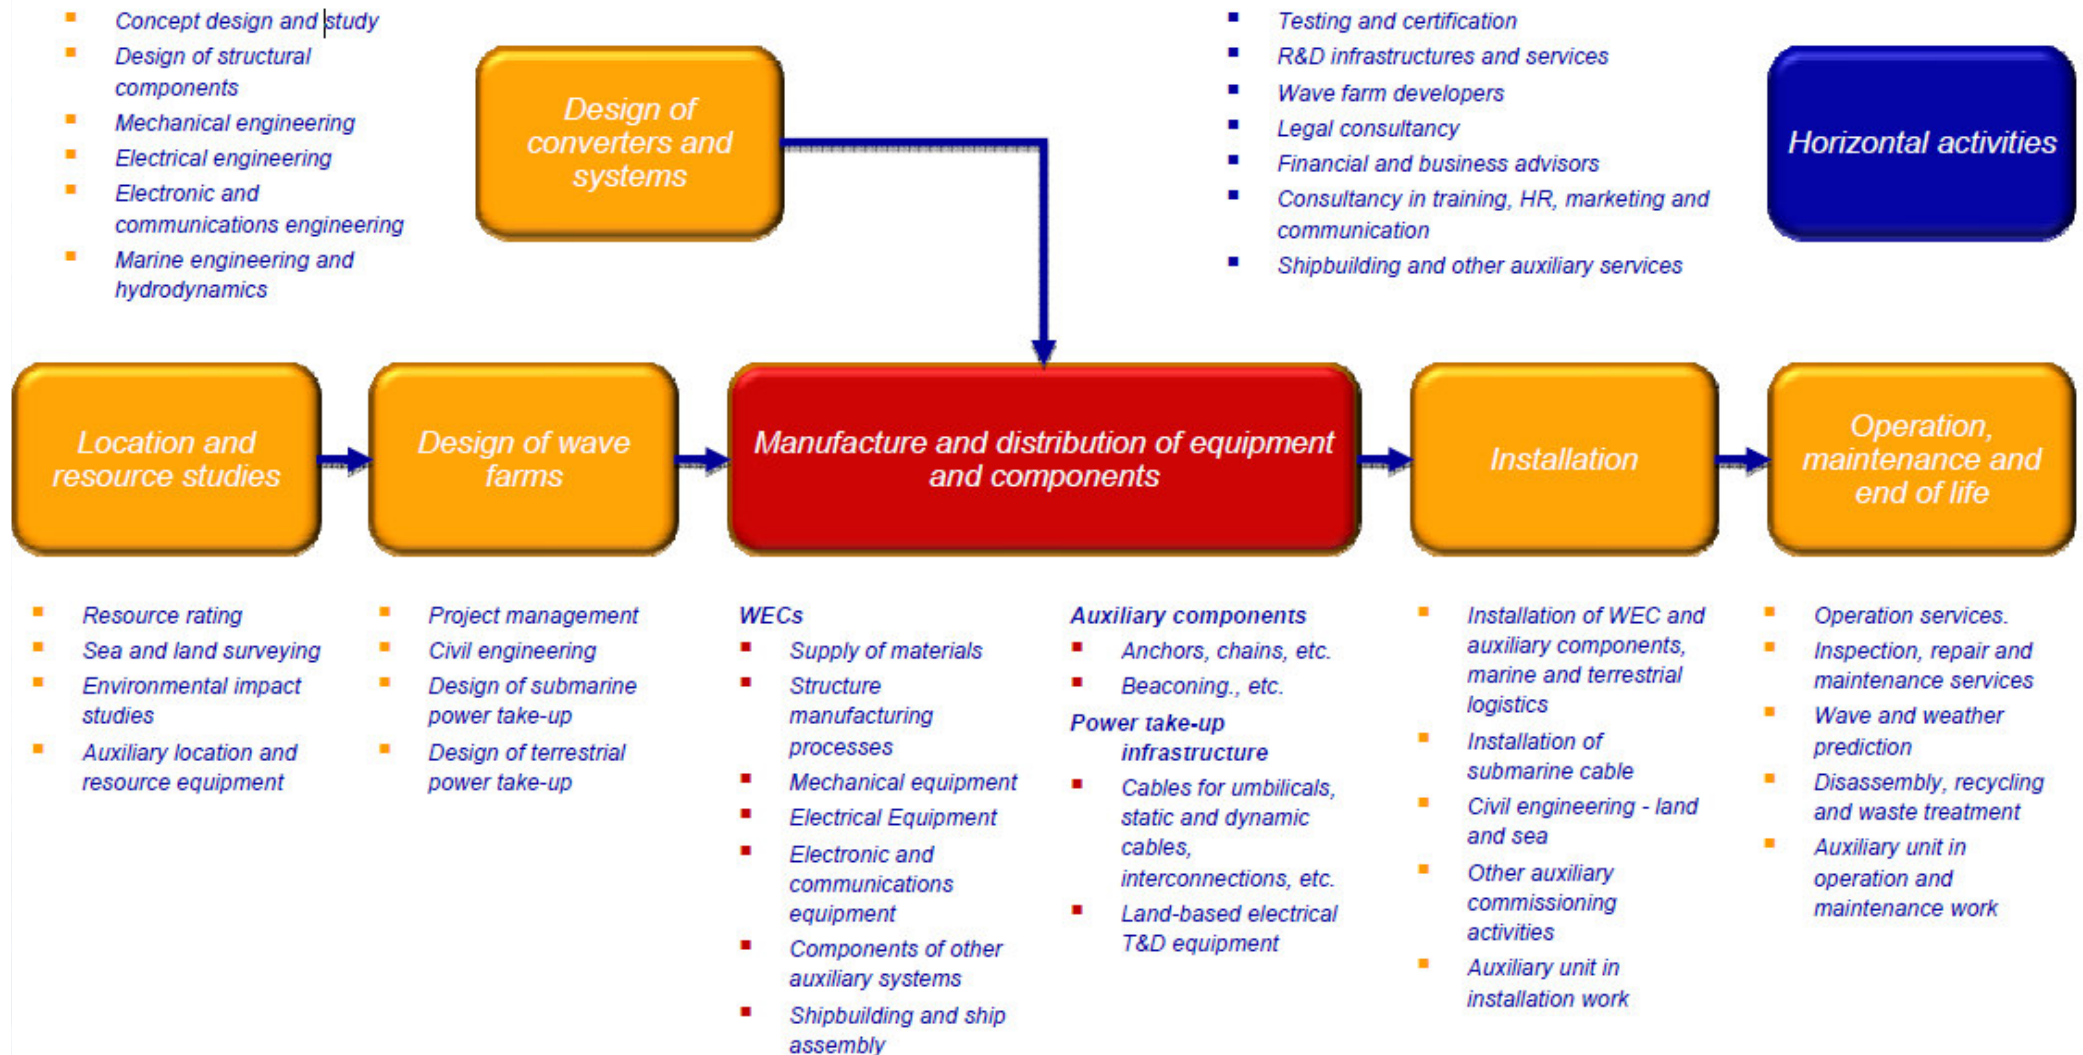 Concept design and study
Design of structural
components
Mechanical engineering
Electrical engineering
Electronic and
communications engineering
Marine engineering and
hydrodynamics
Design of
converters and
systems
Testing and certification
R&D infrastructures and services
Wave farm developers
Legal consultancy
Financial and business advisors
Consultancy in training, HR, marketing and
communication
Shipbuilding and other auxiliary services
Horizontal activities
Location and
resource studies
Design of wave
farms
Manufacture and distribution of equipment
and components
Installation
Operation,
maintenance and
end of life
Resource rating
Sea and land surveying
Environmental impact
studies
Auxiliary location and
resource equipment
Project management
Civil engineering
Design of submarine
power take-up
Design of terrestrial
power take-up
WECs
Supply of materials
Structure
manufacturing
processes
Mechanical equipment
Electrical Equipment
Electronic and
communications
equipment
Components of other
auxiliary systems
Shipbuilding and ship
assembly
Auxiliary components
Anchors, chains, etc.
Beaconing., etc.
Power take-up
infrastructure
Cables for umbilicals,
static and dynamic
cables,
interconnections, etc.
Land-based electrical
T&D equipment
Installation of WEC and
auxiliary components,
marine and terrestrial
logistics
Installation of
submarine cable
Civil engineering - land
and sea
Other auxiliary
commissioning
activities
Auxiliary unit in
installation work
Operation services.
Inspection, repair and
maintenance services
Wave and weather
prediction
Disassembly, recycling
and waste treatment
Auxiliary unit in
operation and
maintenance work